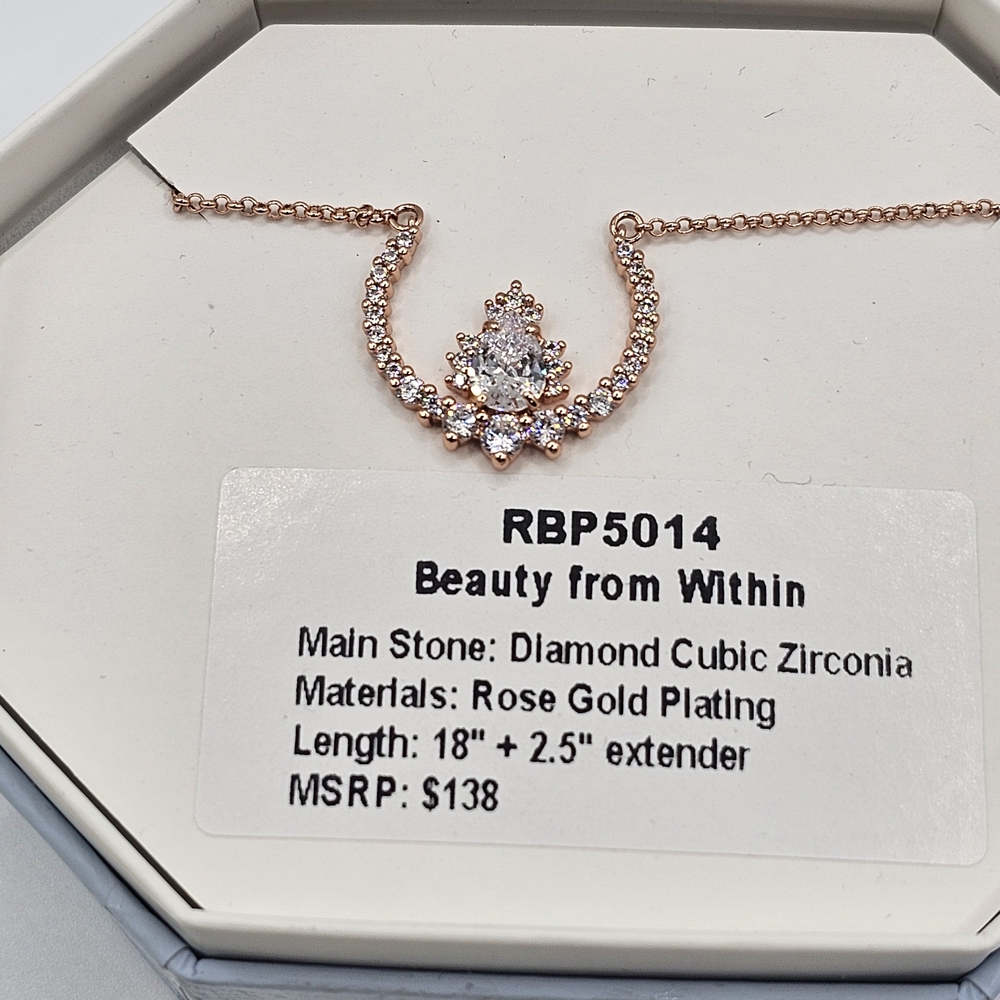 RBP5014
Beauty from Within
Main Stone: Diamond Cubic Zirconia
Materials: Rose Gold Plating
Length: 18" + 2.5" extender
MSRP: $138